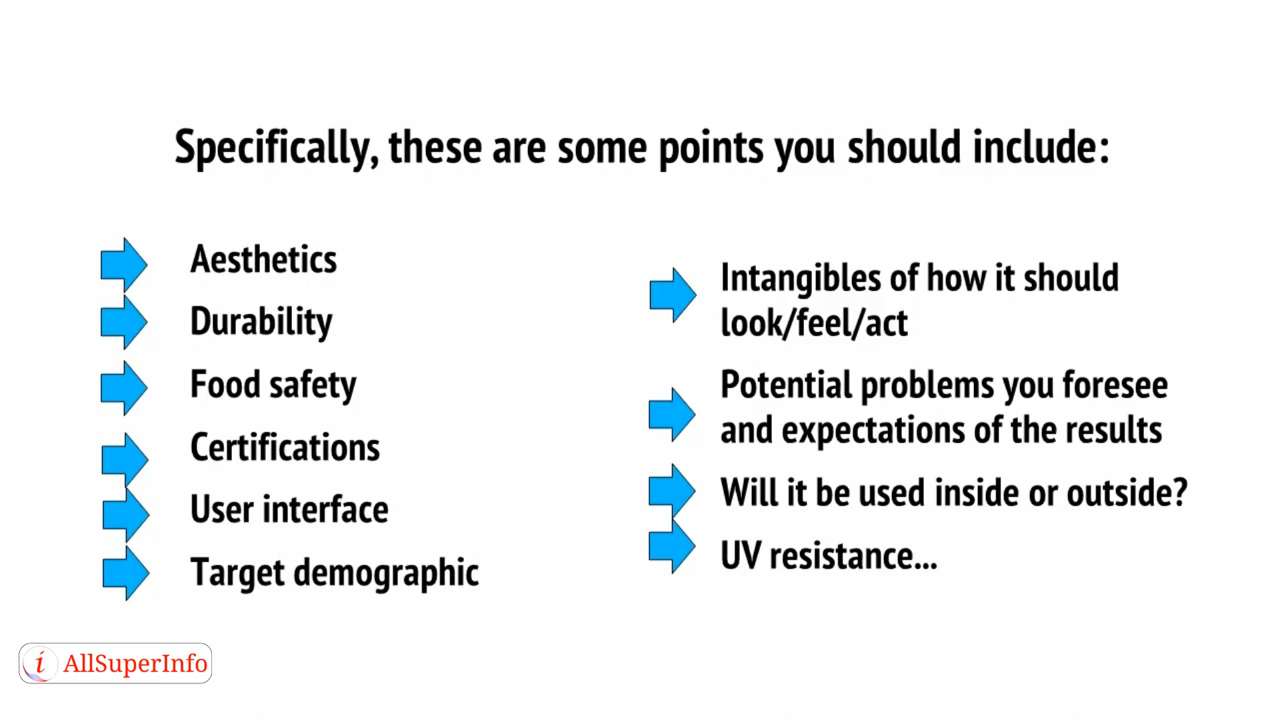 Specifically, these are some points you should include:
Aesthetics
Durability
Food safety
Certifications
User interface
Target demographic
Intangibles of how it should
look/feel/act
Potential problems you foresee
and expectations of the results
Will it be used inside or outside?
UV resistance...
i AllSuperInfo